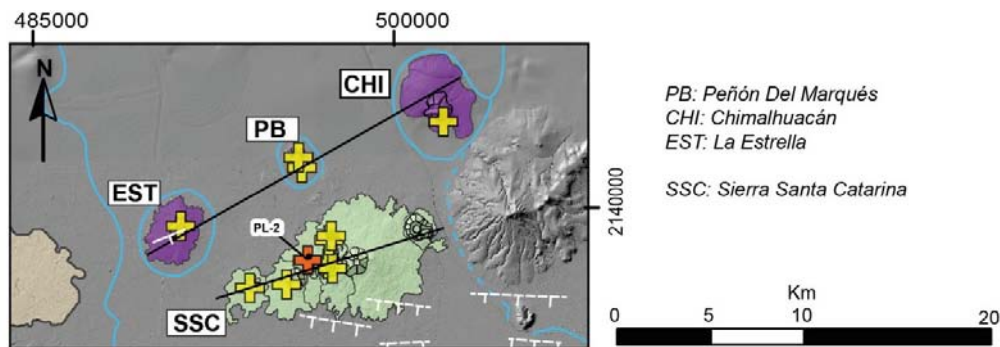 485000
500000
N
CHI
PB
EST
PL-2
SSC
2140000
PB: Peñón Del Marqués
CHI: Chimalhuacán
EST: La Estrella
SSC: Sierra Santa Catarina
Km
0 5 10 20